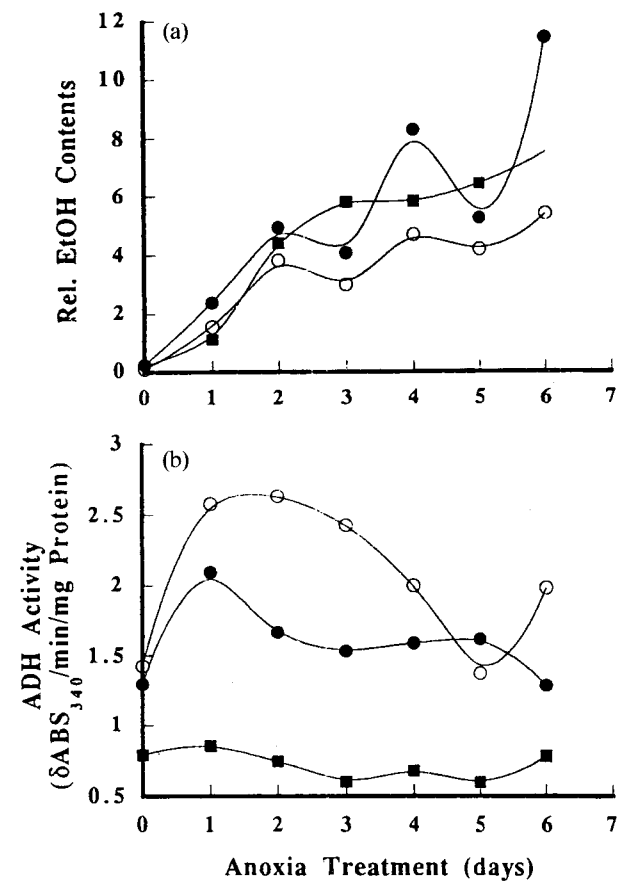 (a)
Rel. EtOH Contents
12
10
8
6
4
2
0
0 1 2 3 4 5 6 7
(b)
ADH Activity
(δABS340/min/mg Protein)
3
2.5
2
1.5
1
0.5
0 1 2 3 4 5 6 7
Anoxia Treatment (days)